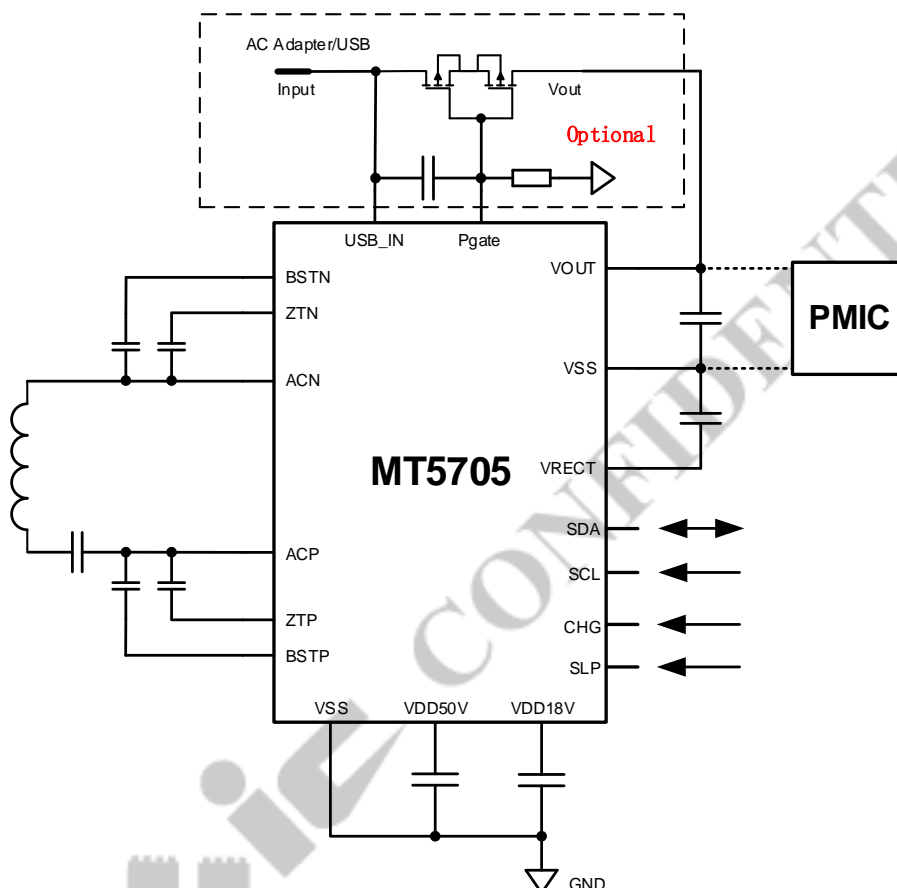 AC Adapter/USB
Input
Vout
Optional
USB_IN
Pgate
BSTN
ZTN
ACN
ACP
ZTP
BSTP
MT5705
VOUT
VSS
VRECT
SDA
SCL
CHG
SLP
PMIC
VSS
VDD50V
VDD18V
GND
CONFIDENTI